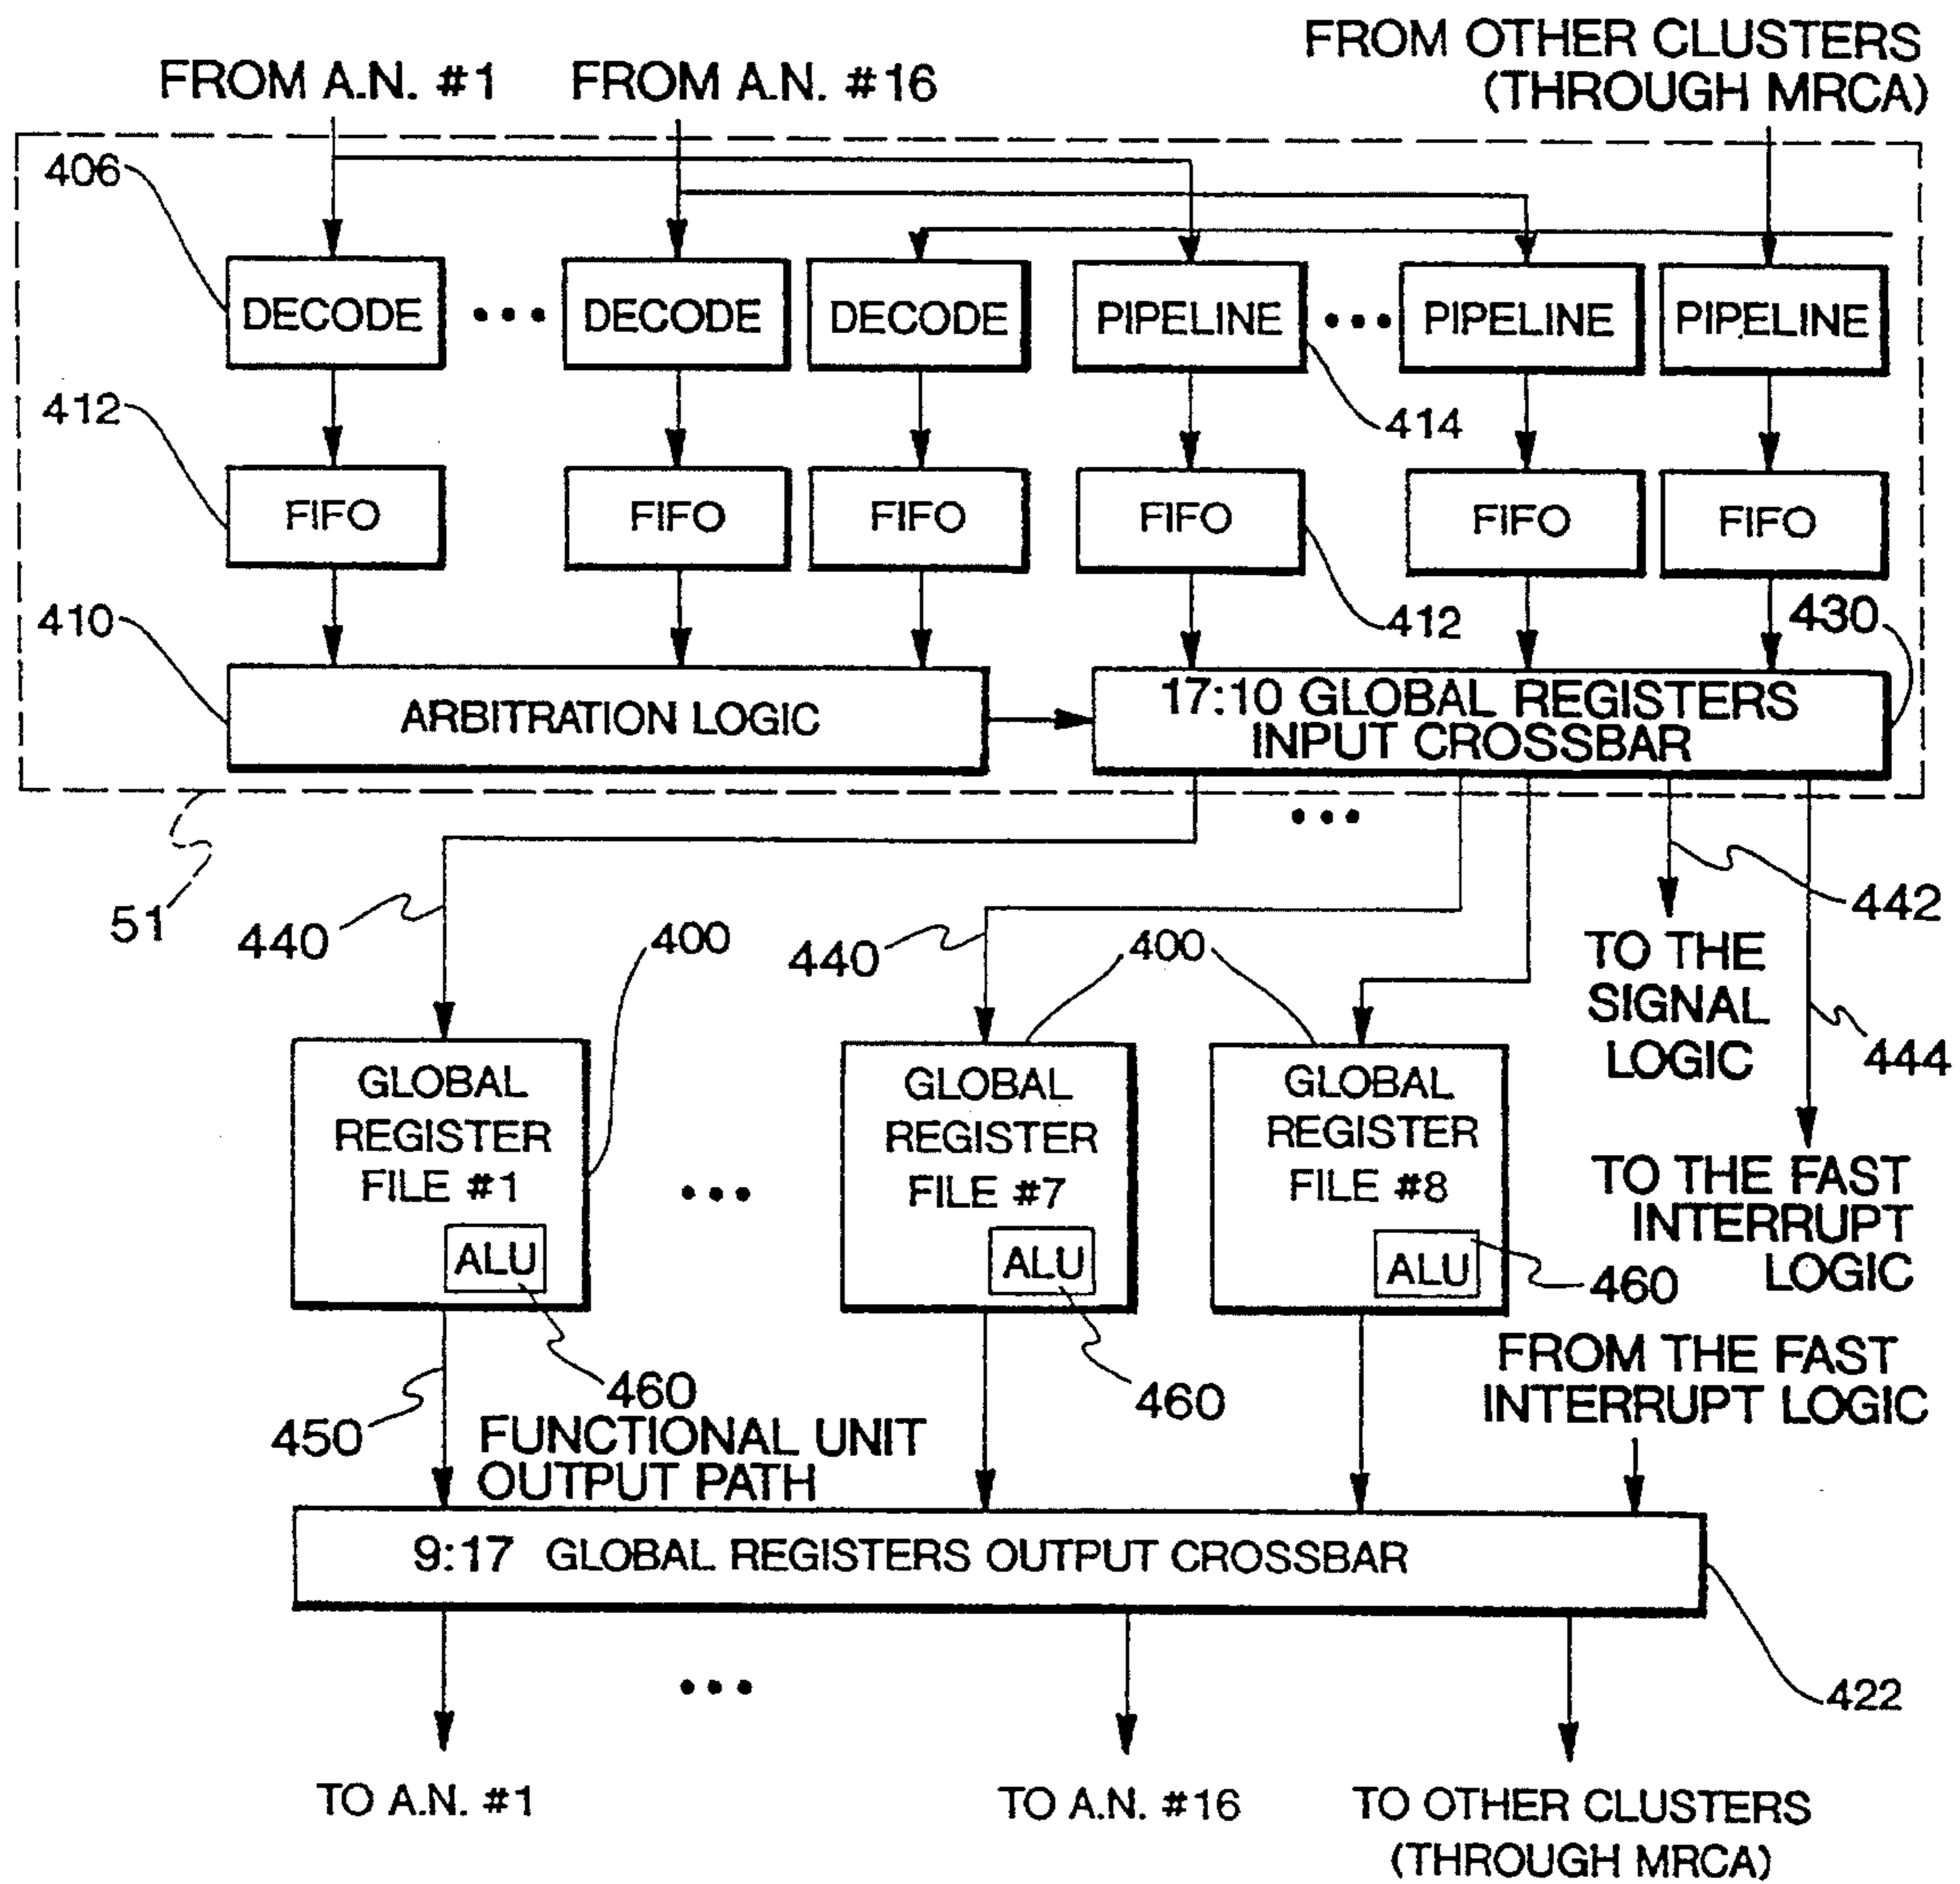 FROM OTHER CLUSTERS
(THROUGH MRCA)
FROM A.N. #1
FROM A.N. #16
406
DECODE
•••
DECODE
DECODE
PIPELINE
•••
PIPELINE
PIPELINE
412
414
FIFO
FIFO
FIFO
FIFO
FIFO
FIFO
410
412
430
ARBITRATION LOGIC
17:10 GLOBAL REGISTERS
INPUT CROSSBAR
•••
51
440
400
440
400
442
TO THE
SIGNAL
LOGIC
444
GLOBAL
REGISTER
FILE #1
ALU
•••
GLOBAL
REGISTER
FILE #7
ALU
GLOBAL
REGISTER
FILE #8
ALU
TO THE FAST
INTERRUPT
LOGIC
460
460
460
450
FUNCTIONAL UNIT
OUTPUT PATH
FROM THE FAST
INTERRUPT LOGIC
9:17 GLOBAL REGISTERS OUTPUT CROSSBAR
•••
422
TO A.N. #1
TO A.N. #16
TO OTHER CLUSTERS
(THROUGH MRCA)